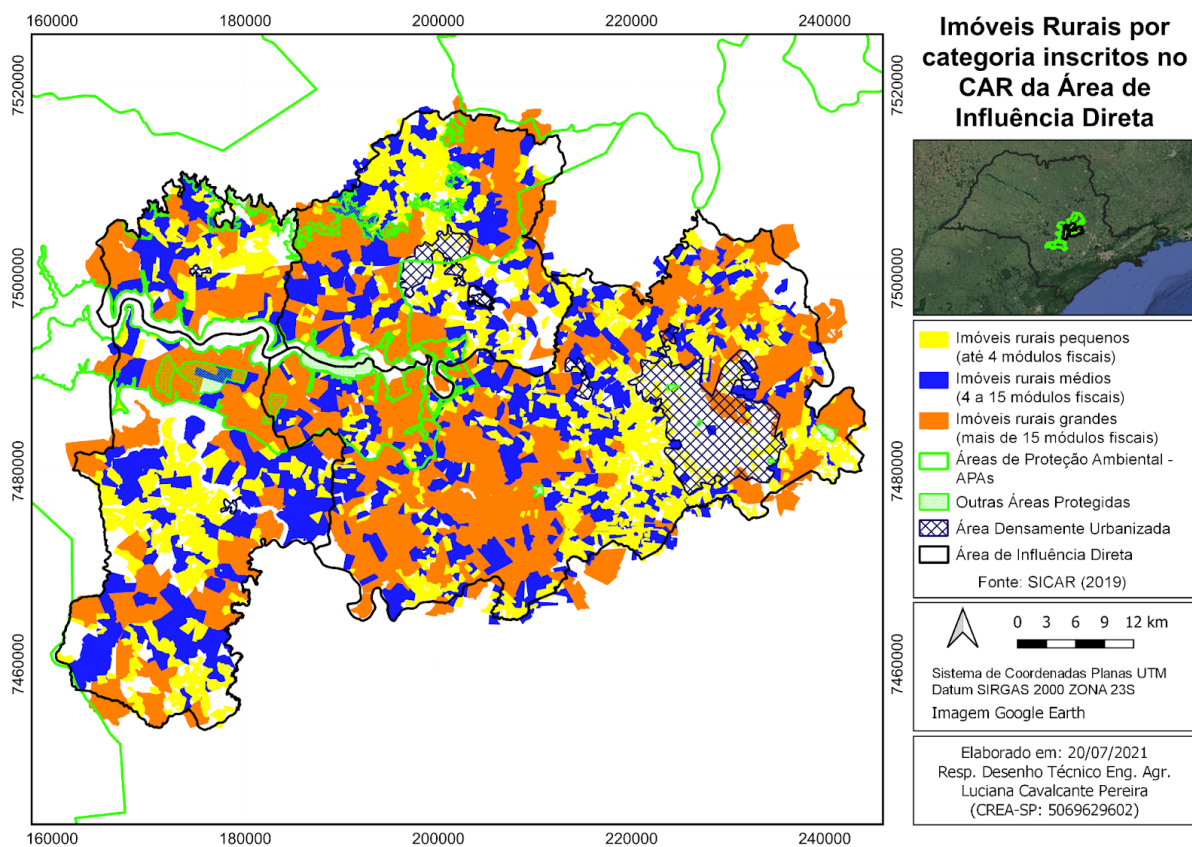 160000 180000 200000 220000 240000
7520000
7500000
7480000
7460000
7520000
7500000
7480000
7460000
160000 180000 200000 220000 240000
Imóveis Rurais por
categoria inscritos no
CAR da Área de
Influência Direta
Imóveis rurais pequenos
(até 4 módulos fiscais)
Imóveis rurais médios
(4 a 15 módulos fiscais)
Imóveis rurais grandes
(mais de 15 módulos fiscais)
Áreas de Proteção Ambiental -
APAs
Outras Áreas Protegidas
Área Densamente Urbanizada
Área de Influência Direta
Fonte: SICAR (2019)
0 3 6 9 12 km
Sistema de Coordenadas Planas UTM
Datum SIRGAS 2000 ZONA 23S
Imagem Google Earth
Elaborado em: 20/07/2021
Resp. Desenho Técnico Eng. Agr.
Luciana Cavalcante Pereira
(CREA-SP: 5069629602)